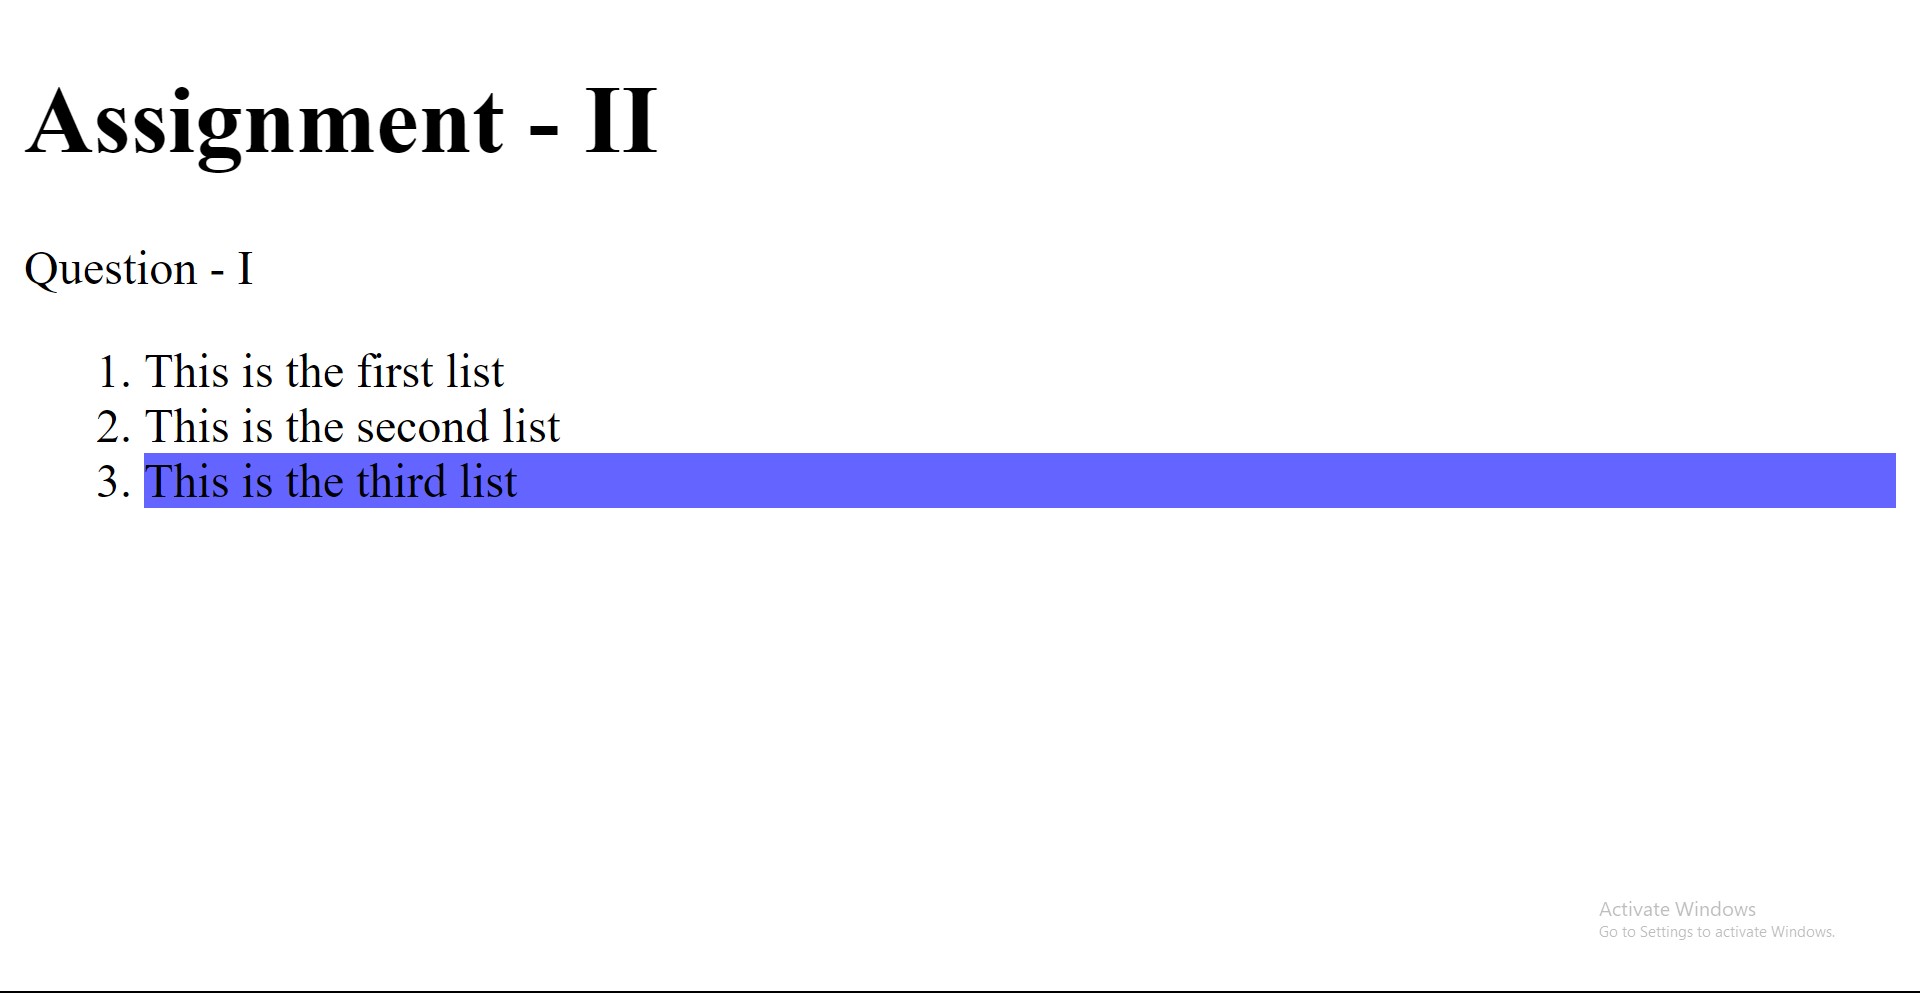 Assignment - II
Question - I
1. This is the first list
2. This is the second list
3. This is the third list
Activate Windows
Go to Settings to activate Windows.